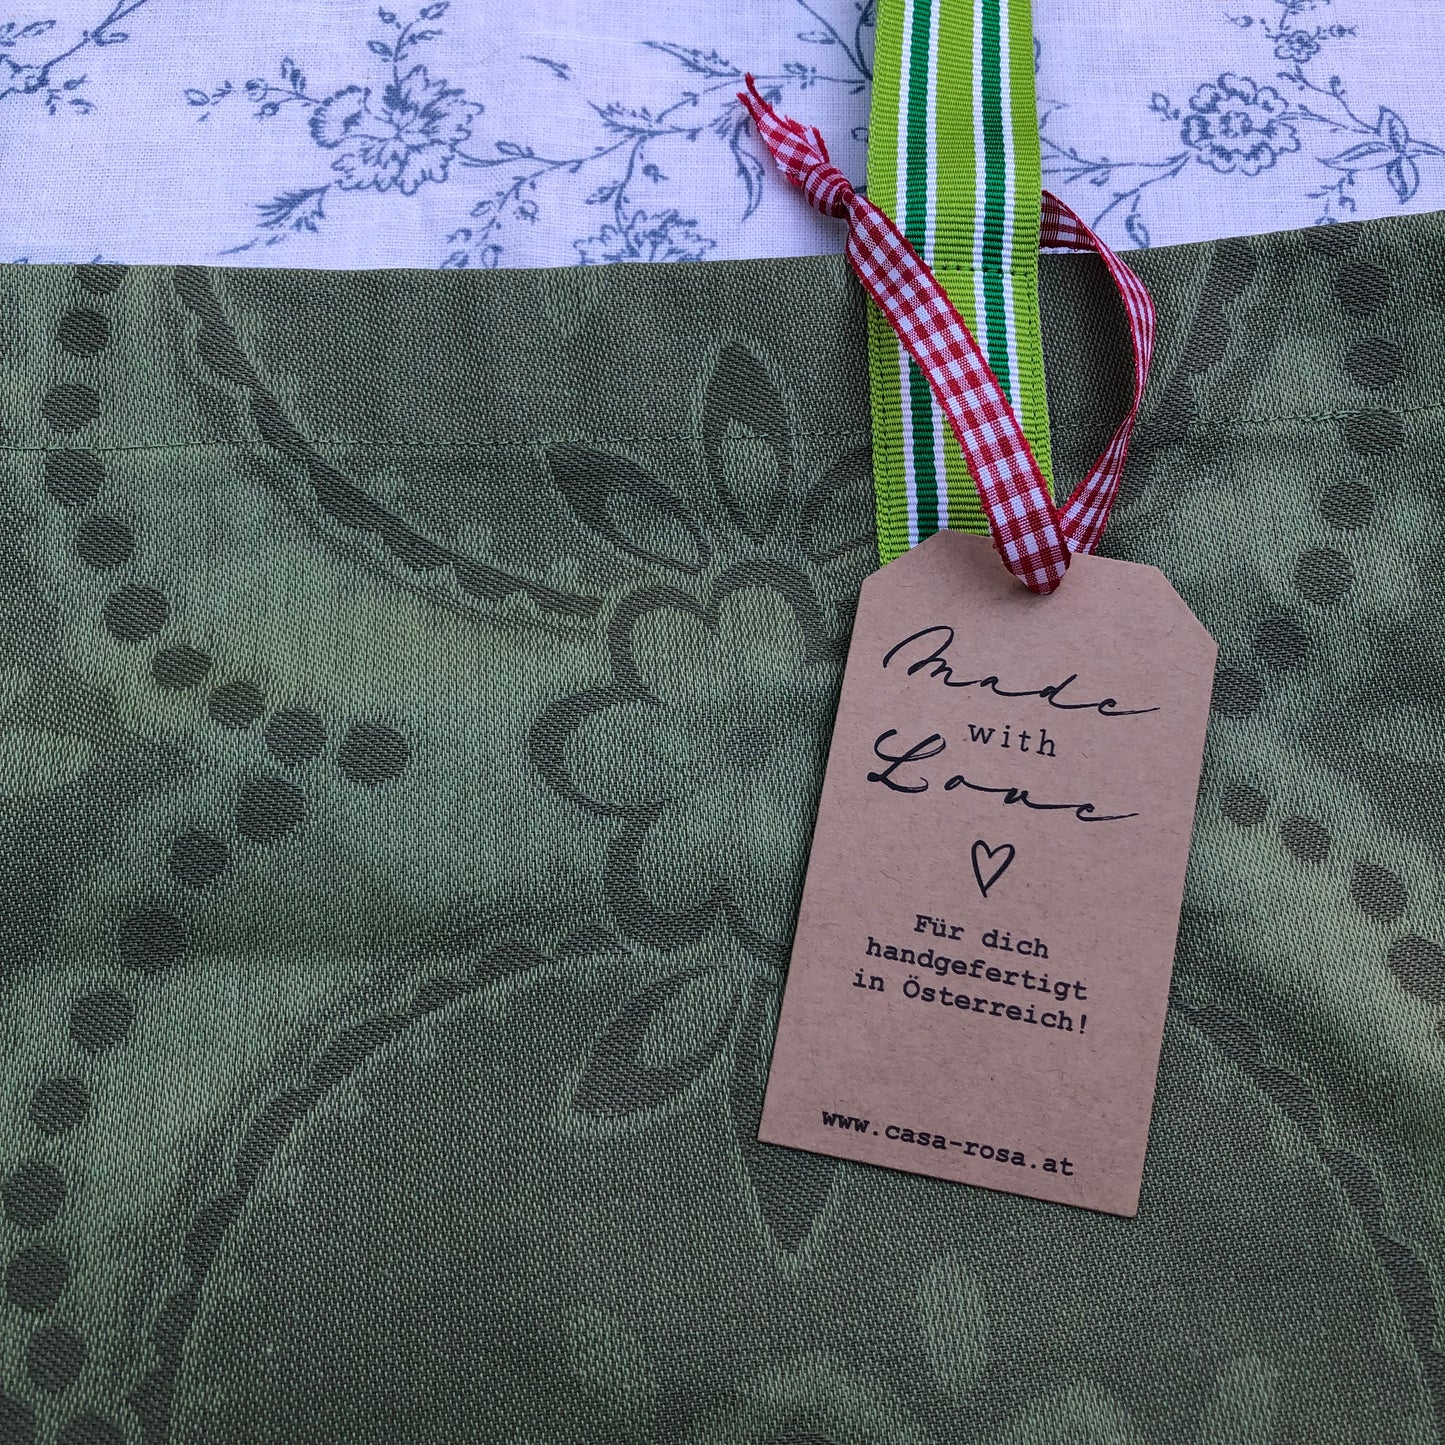 Made
with
Love
Für dich
handgefertigt
in Österreich!
www.casa-rosa.at